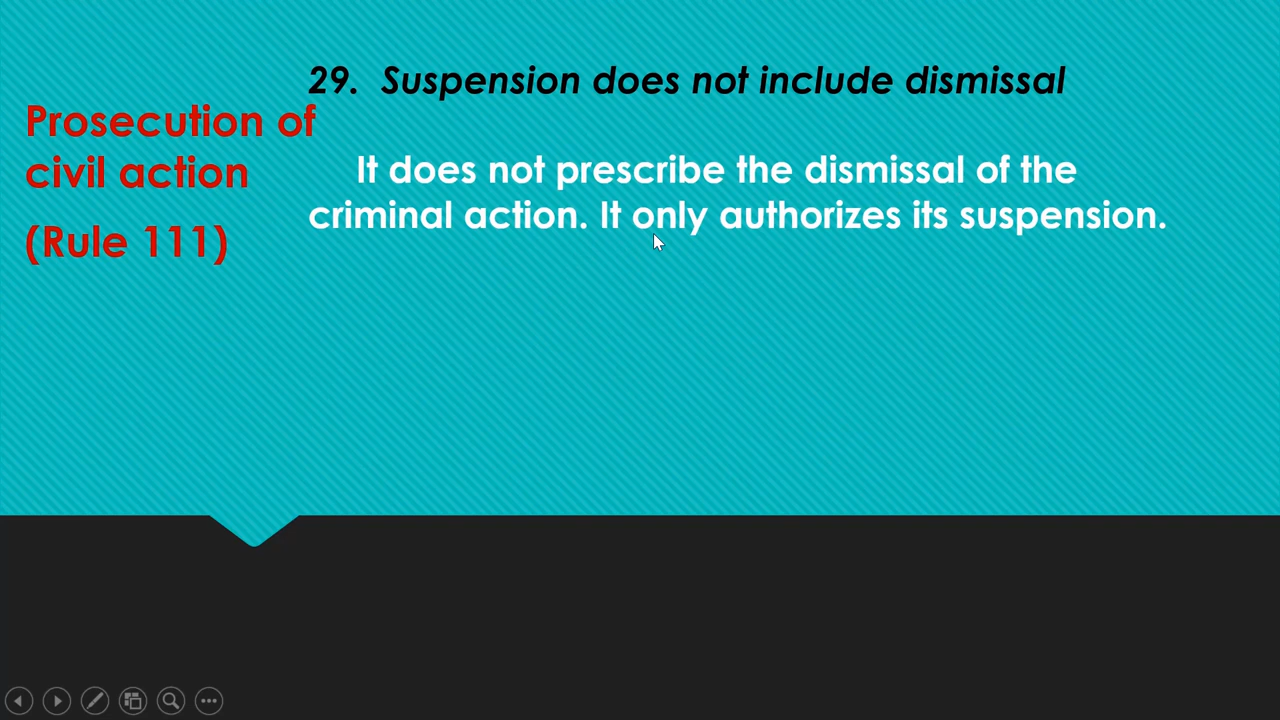 Prosecution of
civil action
(Rule 111)
29. Suspension does not include dismissal
It does not prescribe the dismissal of the
criminal action. It only authorizes its suspension.